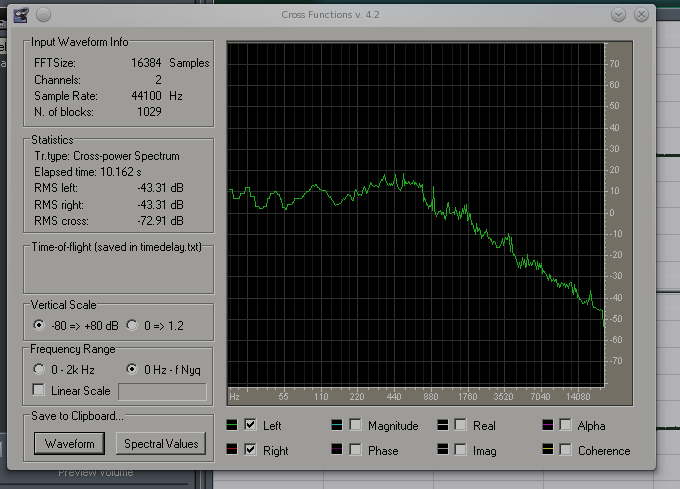 Cross Functions v. 4.2
Input Waveform Info
FFTSize: 16384 Samples
Channels: 2
Sample Rate: 44100 Hz
N. of blocks: 1029
Statistics
Tr.type: Cross-power Spectrum
Elapsed time: 10.162 s
RMS left: -43.31 dB
RMS right: -43.31 dB
RMS cross: -72.91 dB
Time-of-flight (saved in timedelay.txt)
Vertical Scale
-80 => +80 dB 0 => 1.2
Frequency Range
0 - 2k Hz 0 Hz - f Nyq
Linear Scale
Save to Clipboard...
Waveform Spectral Values
70
60
50
40
30
20
10
0
-10
-20
-30
-40
-50
-60
-70
Hz 55 110 220 440 880 1760 3520 7040 14080
Left Magnitude Real Alpha
Right Phase Imag Coherence
Preview Volume